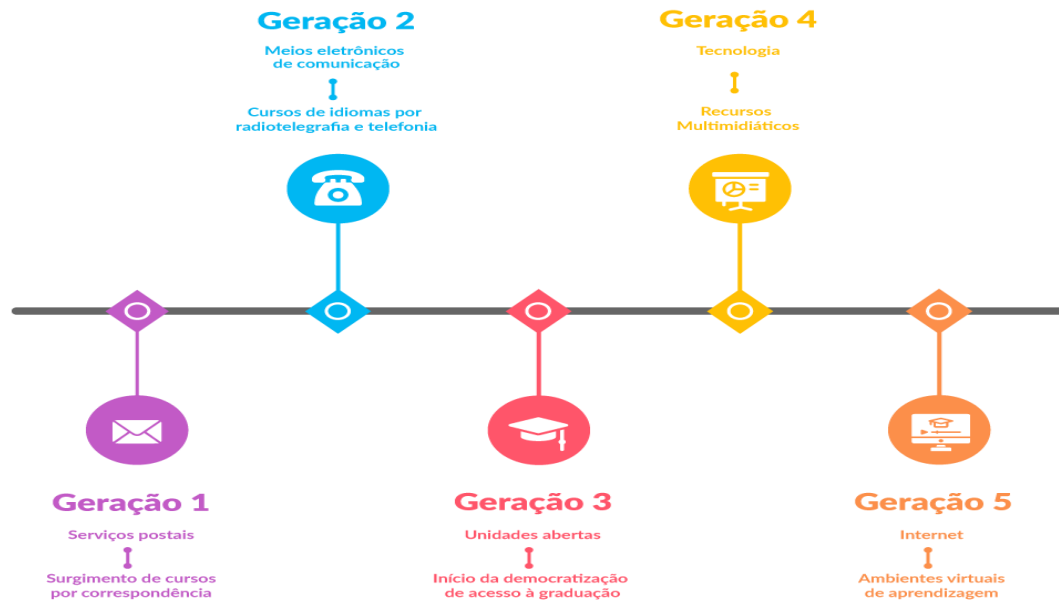 Geração 1
Serviços postais
Surgimento de cursos
por correspondência
Geração 2
Meios eletrônicos
de comunicação
Cursos de idiomas por
radiotelegrafia e telefonia
Geração 3
Unidades abertas
Início da democratização
de acesso à graduação
Geração 4
Tecnologia
Recursos
Multimidiáticos
Geração 5
Internet
Ambientes virtuais
de aprendizagem